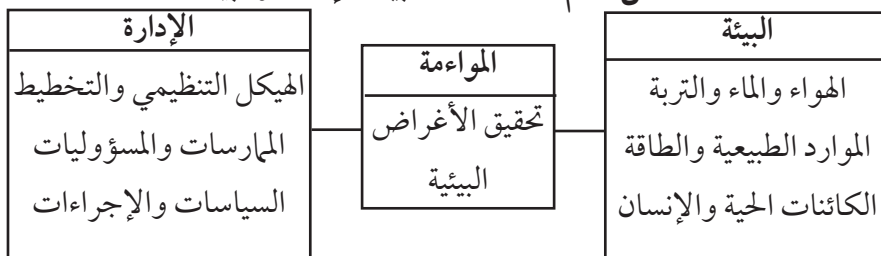 البيئة
الهواء والماء والتربة
الموارد الطبيعية والطاقة
الكائنات الحية والإنسان
المواءمة
تحقيق الأغراض
البيئية
الإدارة
الهيكل التنظيمي والتخطيط
الممارسات والمسؤوليات
السياسات والإجراءات